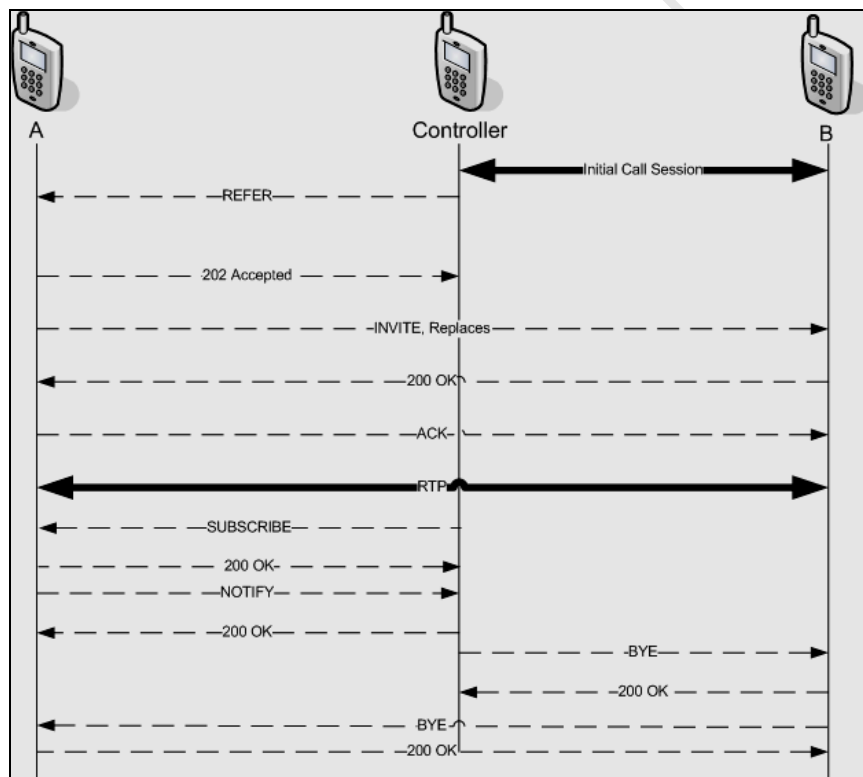 A
Controller
B
Initial Call Session
REFER
202 Accepted
INVITE, Replaces
200 OK
ACK
RTP
SUBSCRIBE
200 OK
NOTIFY
200 OK
BYE
200 OK
BYE
200 OK